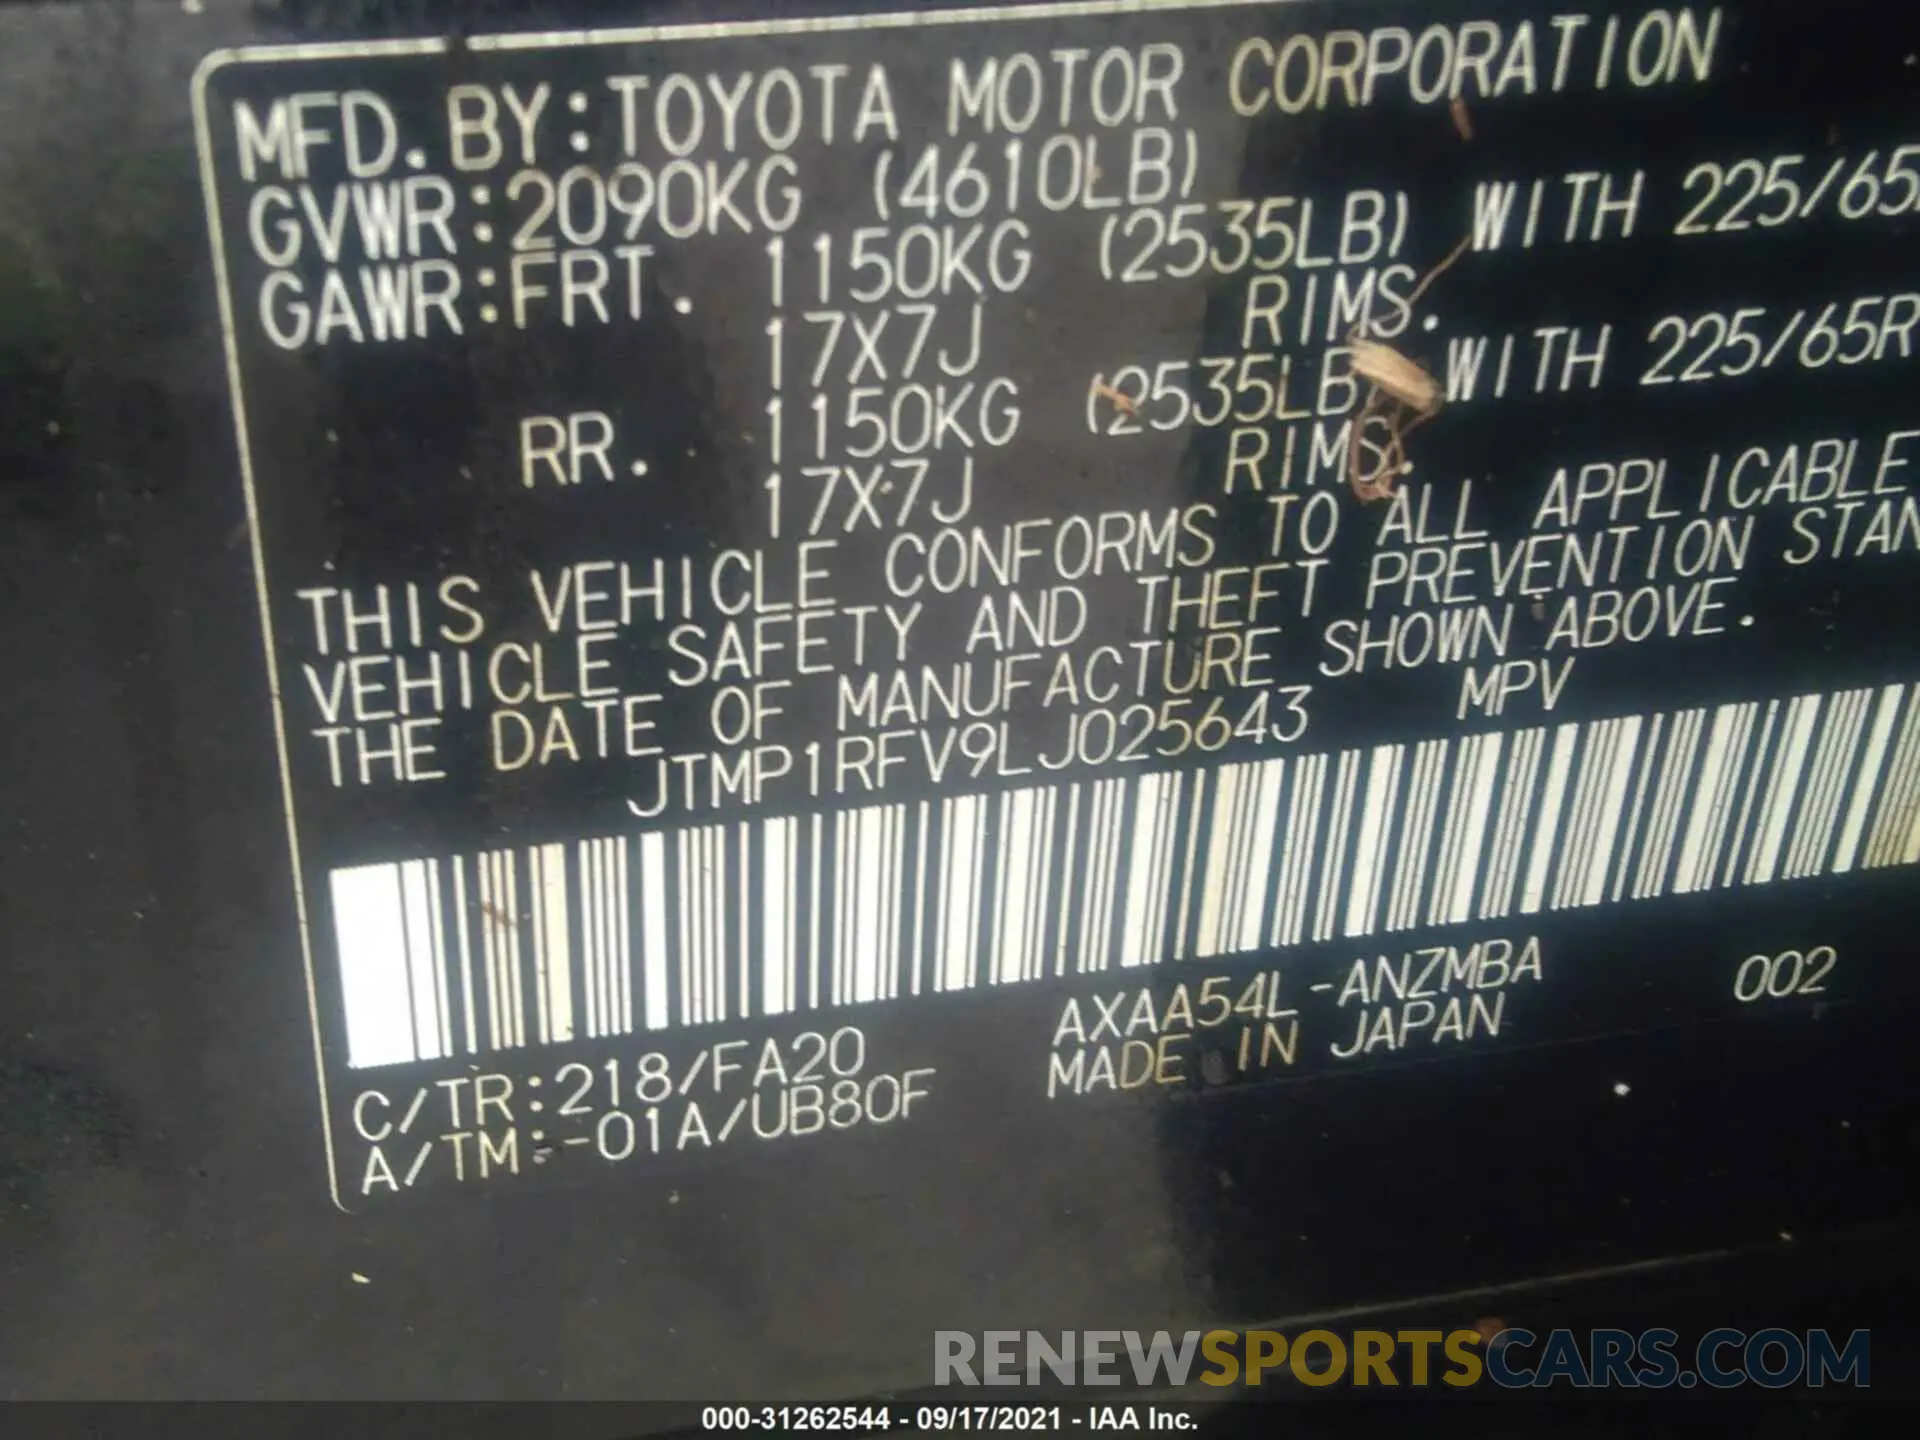 MFD.BY:TOYOTA MOTOR CORPORATION
GVWR:2090KG (4610LB)
GAWR:FRT. 1150KG (2535LB) WITH 225/65
17X7J RIMS.
RR. 1150KG (2535LB) WITH 225/65R
17X7J RIMS.
THIS VEHICLE CONFORMS TO ALL APPLICABLE
VEHICLE SAFETY AND THEFT PREVENTION STAN
THE DATE OF MANUFACTURE SHOWN ABOVE.
JTMP1RFV9LJ025643 MPV
C/TR:218/FA20 AXAA54L-ANZMBA 002
A/TM:-01A/UB80F MADE IN JAPAN
RENEWSPORTSCARS.COM
000-31262544 - 09/17/2021 - IAA Inc.